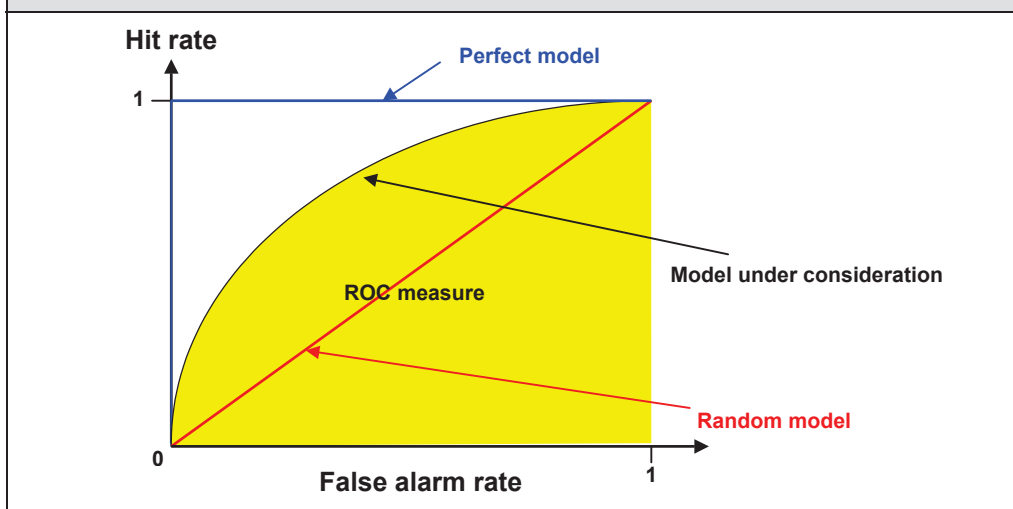 Hit rate
Perfect model
1
Model under consideration
ROC measure
Random model
0
1
False alarm rate